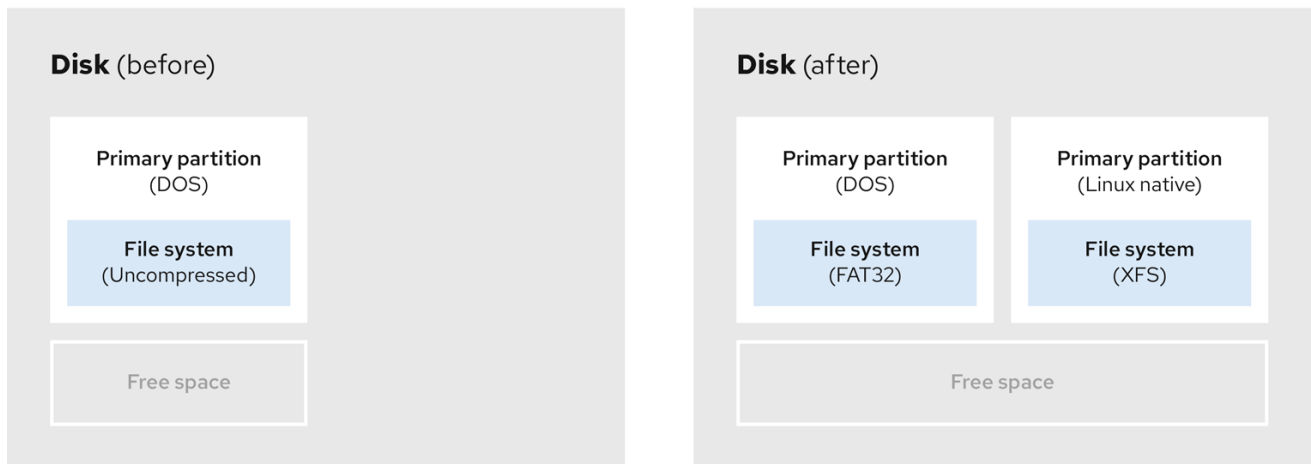 Disk (before)
Primary partition
(DOS)
File system
(Uncompressed)
Free space
Disk (after)
Primary partition
(DOS)
File system
(FAT32)
Primary partition
(Linux native)
File system
(XFS)
Free space